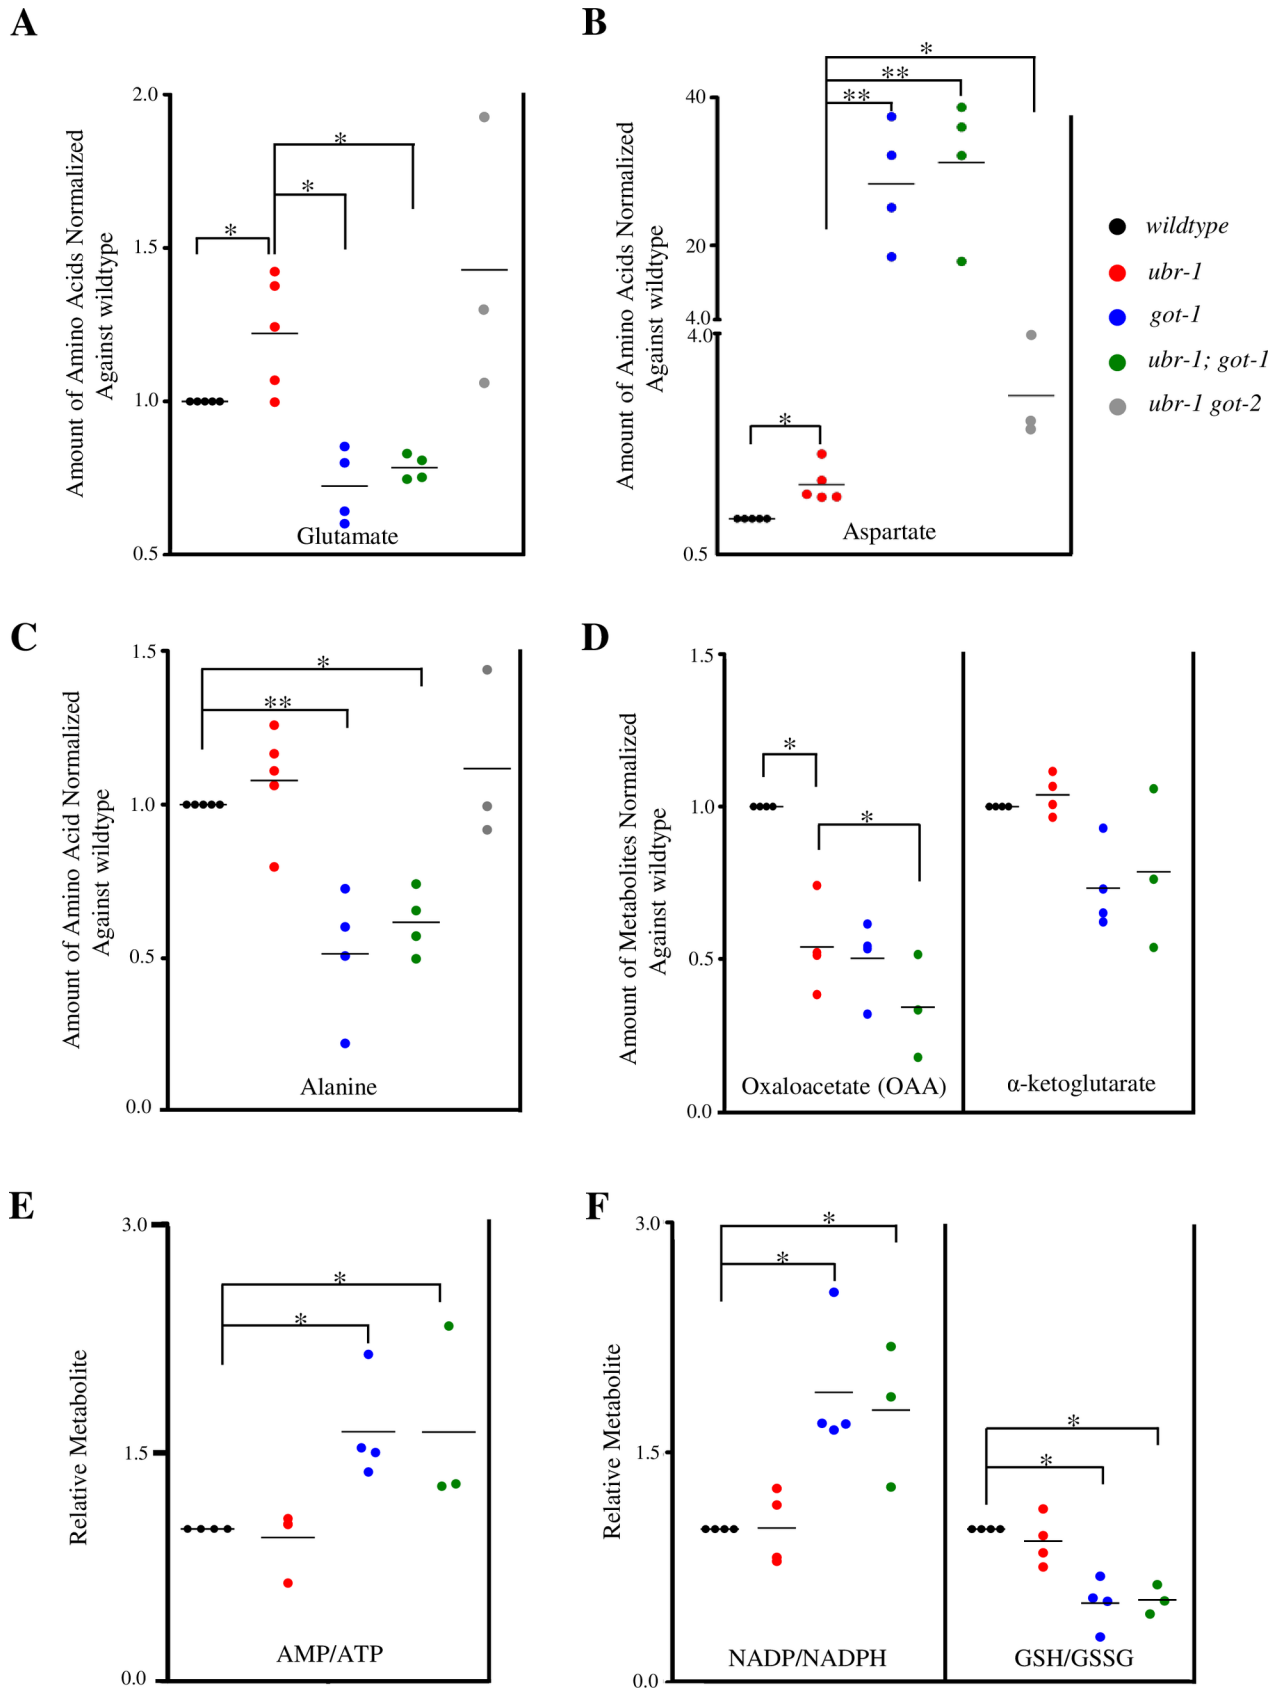 A
Amount of Amino Acids Normalized
Against wildtype
2.0
1.5
1.0
0.5
*
*
*
Glutamate
B
Amount of Amino Acids Normalized
Against wildtype
40
20
4.0
4.0
0.5
*
**
**
*
Aspartate
wildtype
ubr-1
got-1
ubr-1; got-1
ubr-1 got-2
C
Amount of Amino Acid Normalized
Against wildtype
1.5
1.0
0.5
0.0
*
**
Alanine
D
Amount of Metabolites Normalized
Against wildtype
1.5
1.0
0.5
0.0
*
*
Oxaloacetate (OAA)
α-ketoglutarate
E
Relative Metabolite
3.0
1.5
0.0
*
*
AMP/ATP
F
Relative Metabolite
3.0
1.5
0.0
*
*
*
*
NADP/NADPH
GSH/GSSG